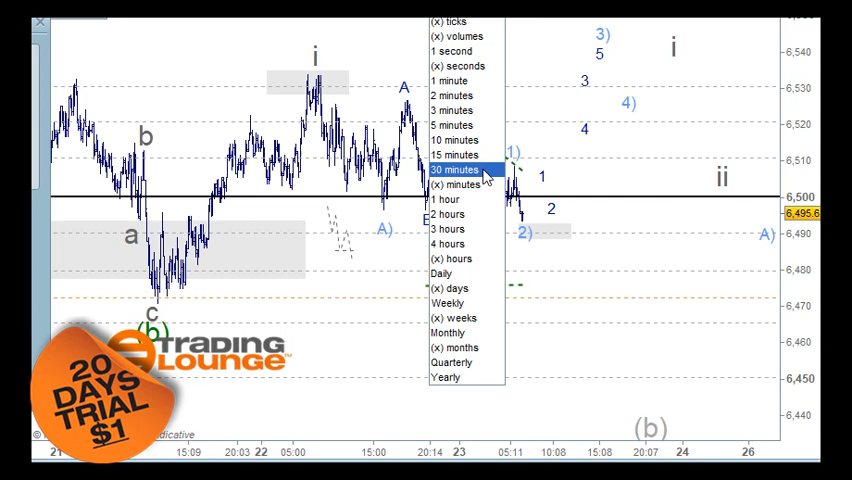 (x) ticks
(x) volumes
1 second
(x) seconds
1 minute
2 minutes
3 minutes
5 minutes
10 minutes
15 minutes
30 minutes
(x) minutes
1 hour
2 hours
3 hours
4 hours
(x) hours
Daily
(x) days
Weekly
(x) weeks
Monthly
(x) months
Quarterly
Yearly
i
b
a
c
(b)
A
A)
1)
2)
1
2
3
4
5
3)
4)
i
ii
A)
(b)
6,540
6,530
6,520
6,510
6,500
6,495.6
6,490
6,480
6,470
6,460
6,450
6,440
TRADING
LOUNGE
20
DAYS
TRIAL
$1
21
15:09
20:03
22
05:00
15:00
20:14
23
05:11
10:08
15:08
20:07
24
26